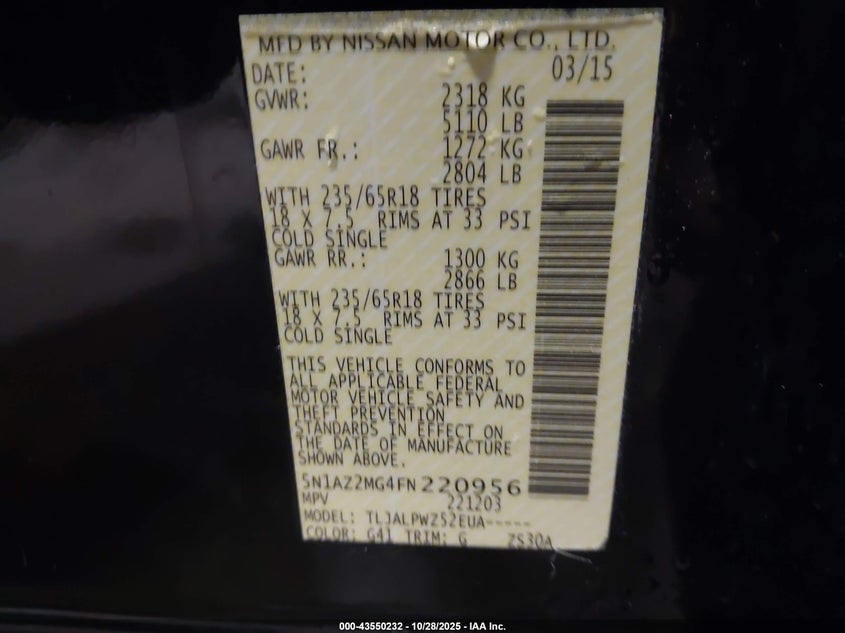 MFD BY NISSAN MOTOR CO., LTD.
DATE: 03/15
GVWR: 2318 KG
5110 LB
GAWR FR.: 1272 KG
2804 LB
WITH 235/65R18 TIRES
18 X 7.5 RIMS AT 33 PSI
COLD SINGLE
GAWR RR.: 1300 KG
2866 LB
WITH 235/65R18 TIRES
18 X 7.5 RIMS AT 33 PSI
COLD SINGLE
THIS VEHICLE CONFORMS TO
ALL APPLICABLE FEDERAL
MOTOR VEHICLE SAFETY AND
THEFT PREVENTION
STANDARDS IN EFFECT ON
THE DATE OF MANUFACTURE
SHOWN ABOVE.
5N1AZ2MG4FN220956
MPV 221203
MODEL: TLJALPWZ52EUA-----
COLOR: G41 TRIM: G ZS30A
000-43550232 - 10/28/2025 - IAA Inc.